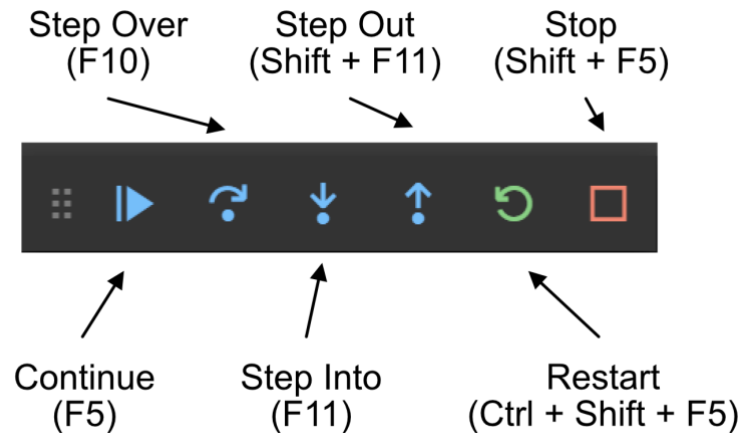 Step Over
(F10)
Step Out
(Shift + F11)
Stop
(Shift + F5)
Continue
(F5)
Step Into
(F11)
Restart
(Ctrl + Shift + F5)